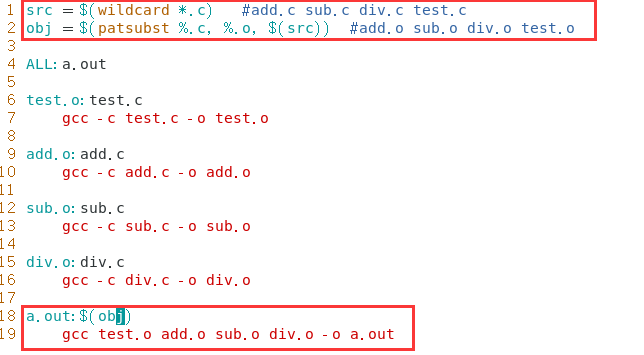 1 src = $(wildcard *.c)   #add.c sub.c div.c test.c
2 obj = $(patsubst %.c, %.o, $(src))  #add.o sub.o div.o test.o
3
4 ALL:a.out
5
6 test.o:test.c
7     gcc -c test.c -o test.o
8
9 add.o:add.c
10     gcc -c add.c -o add.o
11
12 sub.o:sub.c
13     gcc -c sub.c -o sub.o
14
15 div.o:div.c
16     gcc -c div.c -o div.o
17
18 a.out:$(obj)
19     gcc test.o add.o sub.o div.o -o a.out